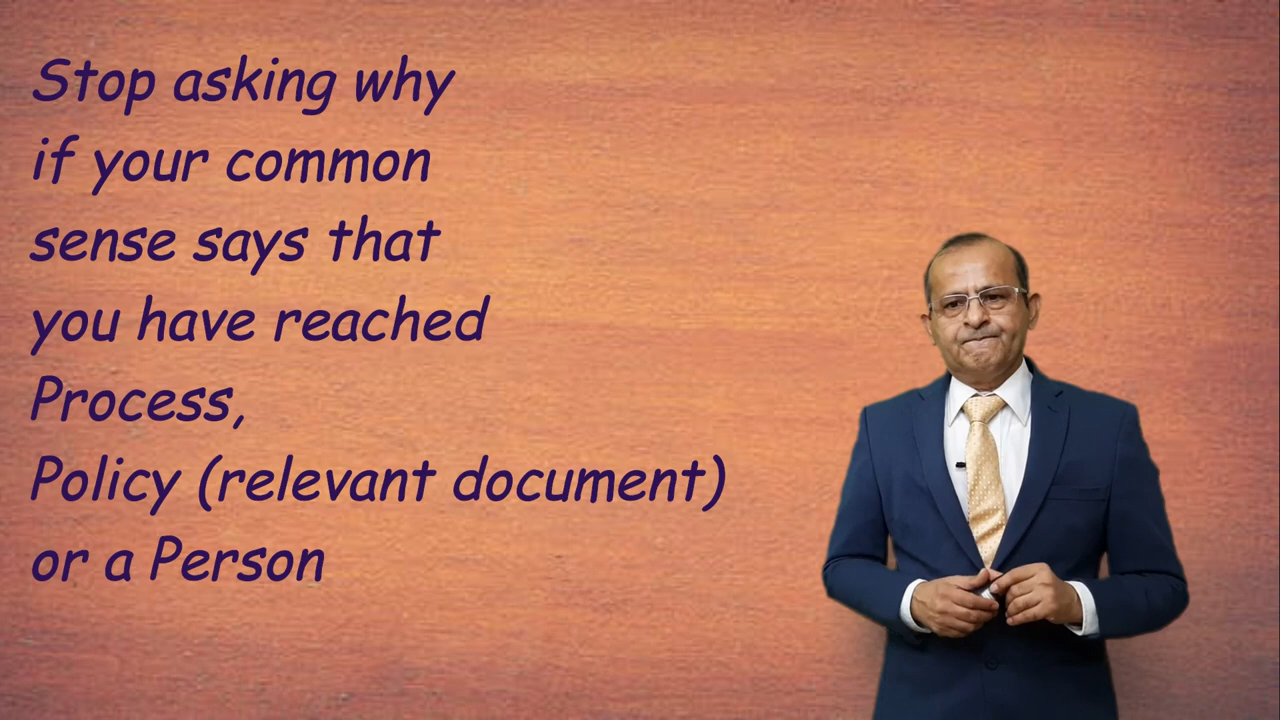 Stop asking why
if your common
sense says that
you have reached
Process,
Policy (relevant document)
or a Person